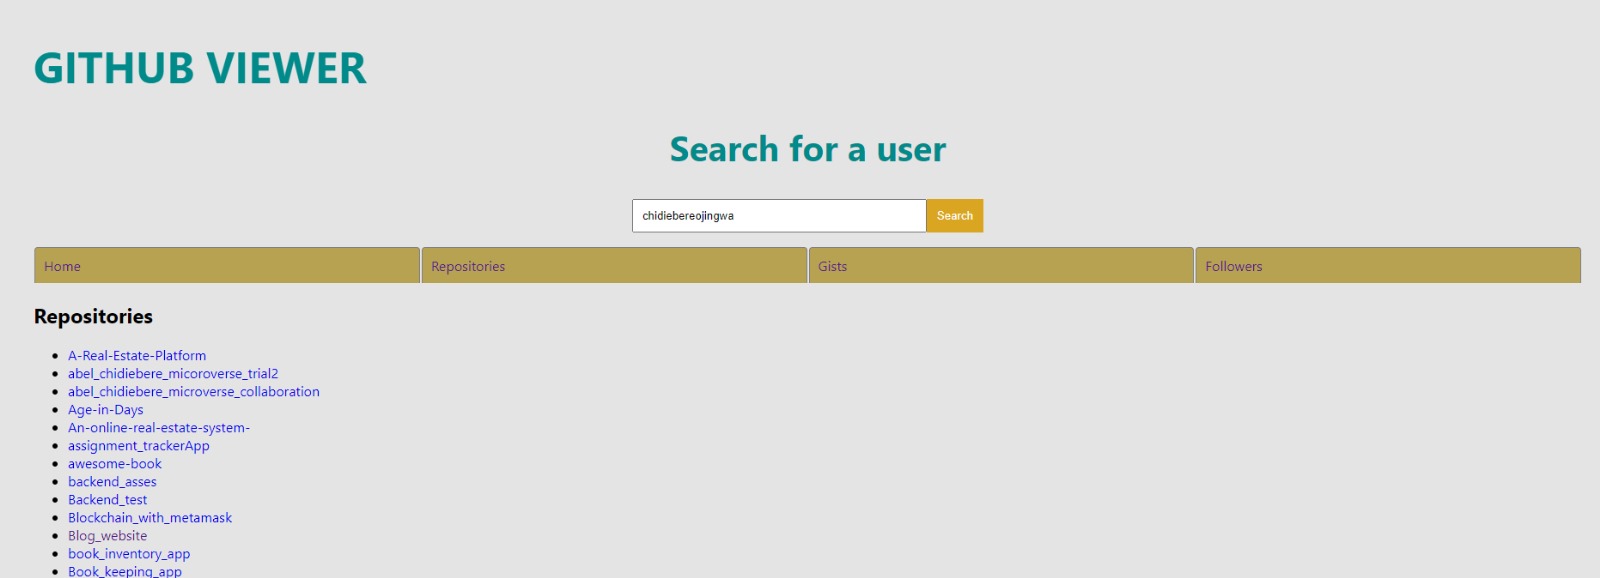 GITHUB VIEWER
Search for a user
chidiebereojingwa Search
Home Repositories Gists Followers
Repositories
A-Real-Estate-Platform
abel_chidiebere_micoroverse_trial2
abel_chidiebere_microverse_collaboration
Age-in-Days
An-online-real-estate-system-
assignment_trackerApp
awesome-book
backend_asses
Backend_test
Blockchain_with_metamask
Blog_website
book_inventory_app
Book_keeping_app